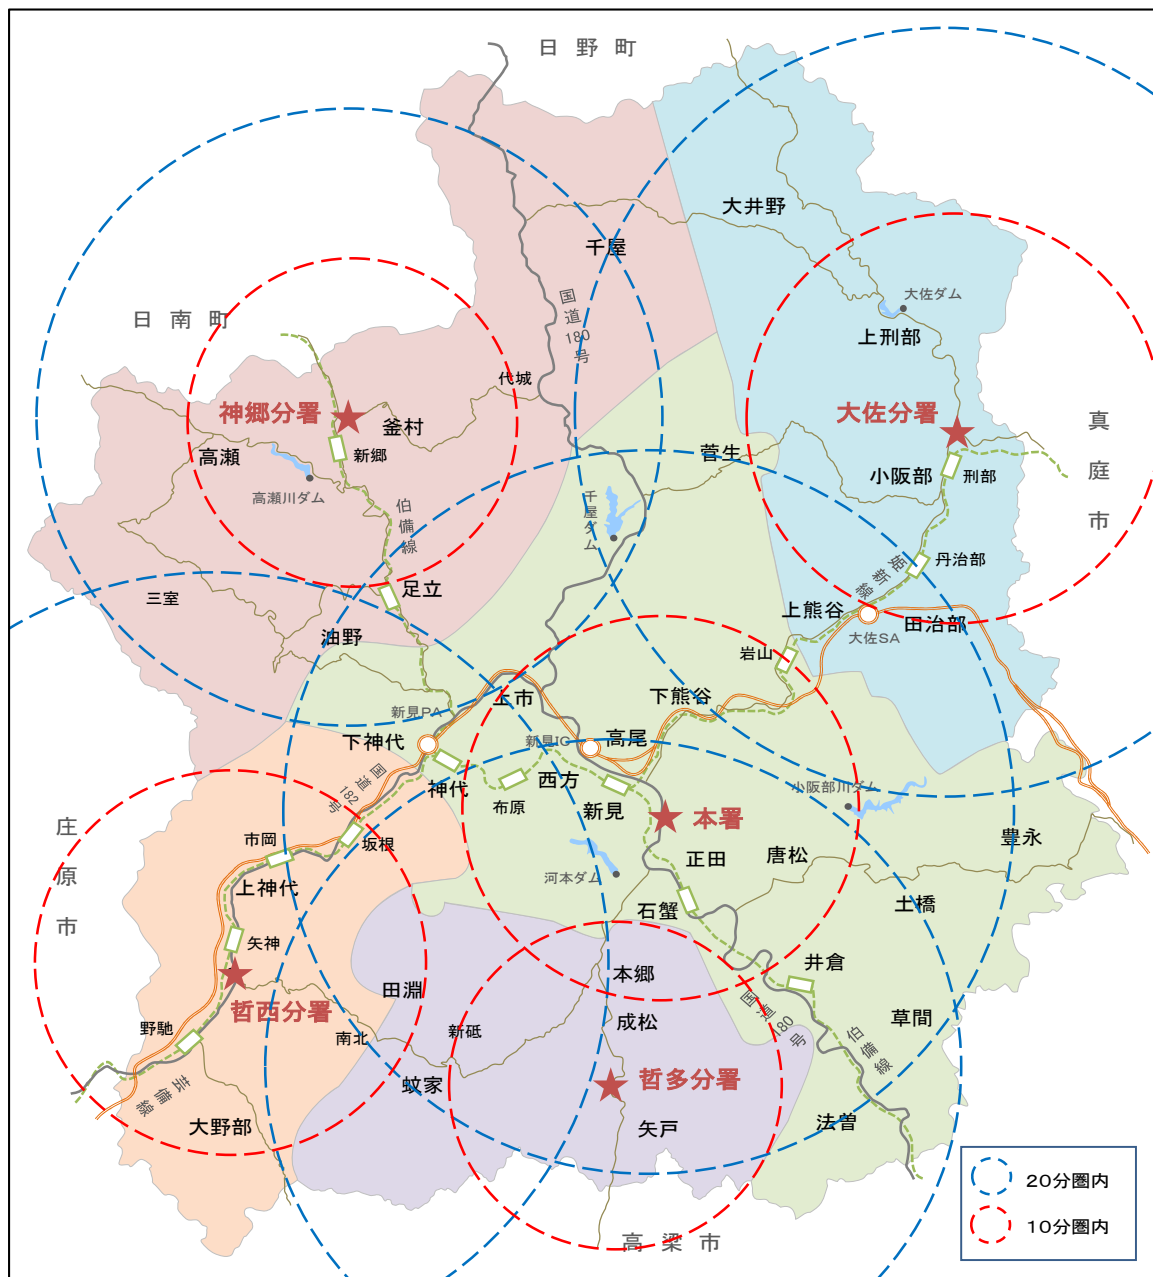 日野町
大井野
千屋
大佐ダム
国道180号
日南町
上刑部
代城
神郷分署
釜村
大佐分署
真庭市
新郷
菅生
高瀬
小阪部
刑部
高瀬川ダム
千屋ダム
伯備線
丹治部
姫新線
足立
三室
上熊谷
田治部
油野
大佐SA
岩山
上市
下熊谷
新見PA
下神代
新見IC
高尾
国道182号
神代
西方
布原
新見
小阪部川ダム
本署
庄原市
市岡
坂根
豊永
正田
唐松
上神代
河本ダム
石蟹
土橋
矢神
井倉
本郷
田淵
哲西分署
国道180号
草間
野馳
南北
新砥
成松
伯備線
芸備線
蚊家
哲多分署
大野部
矢戸
法曽
20分圏内
10分圏内
高梁市